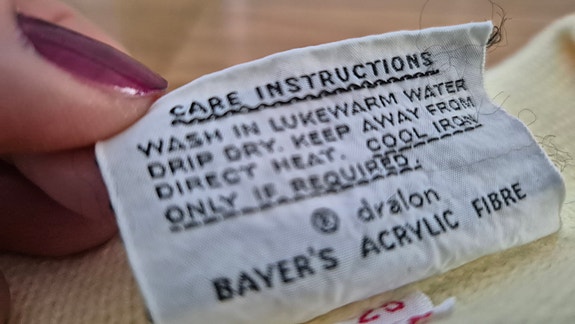 CARE INSTRUCTIONS
WASH IN LUKEWARM WATER
DRIP DRY. KEEP AWAY FROM
DIRECT HEAT. COOL IRON
ONLY IF REQUIRED.
® dralon
BAYER'S ACRYLIC FIBRE